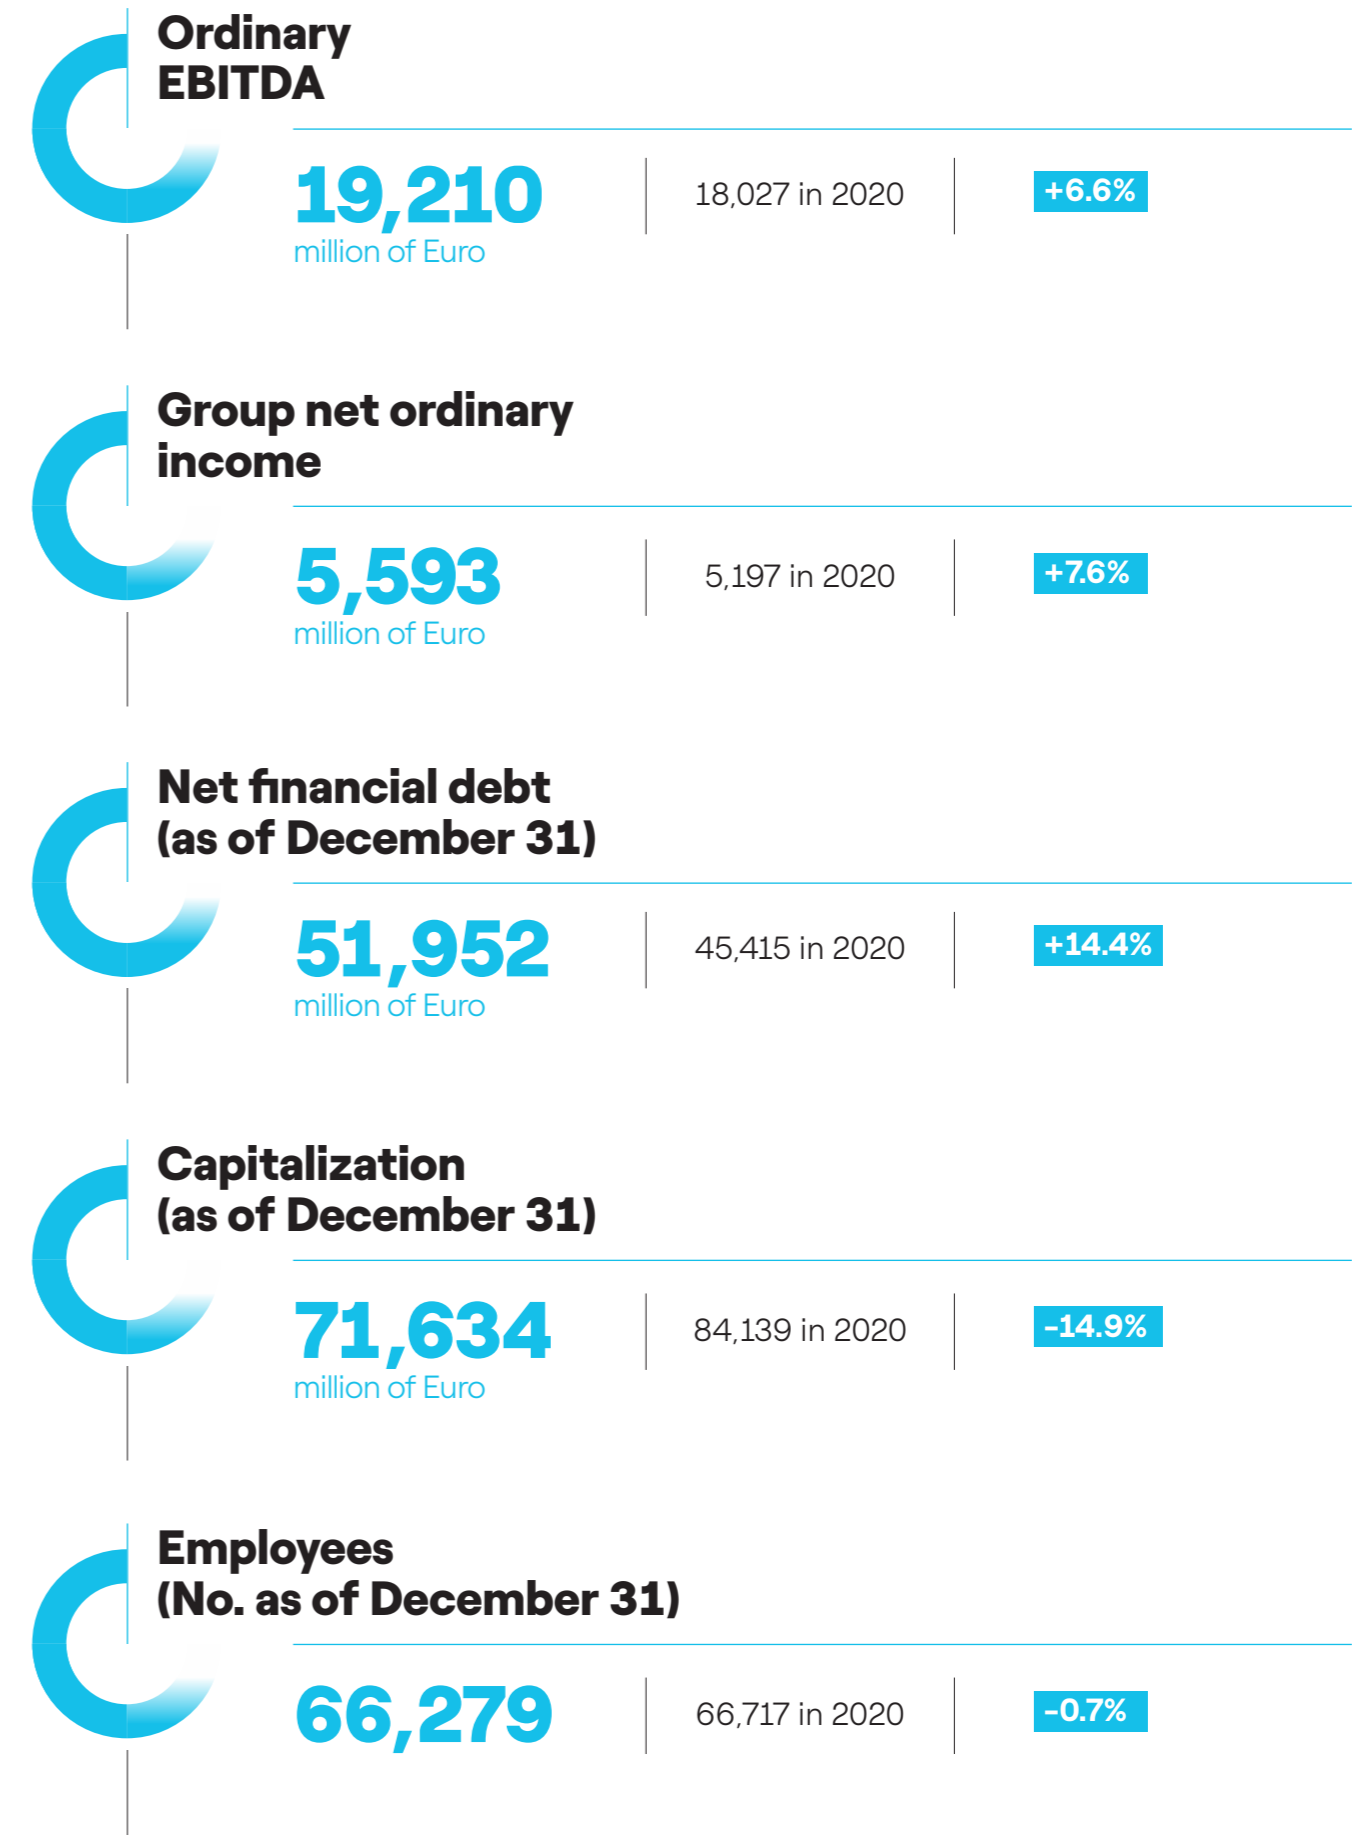 Ordinary
EBITDA
19,210
million of Euro
18,027 in 2020
+6.6%
Group net ordinary
income
5,593
million of Euro
5,197 in 2020
+7.6%
Net financial debt
(as of December 31)
51,952
million of Euro
45,415 in 2020
+14.4%
Capitalization
(as of December 31)
71,634
million of Euro
84,139 in 2020
-14.9%
Employees
(No. as of December 31)
66,279
66,717 in 2020
-0.7%